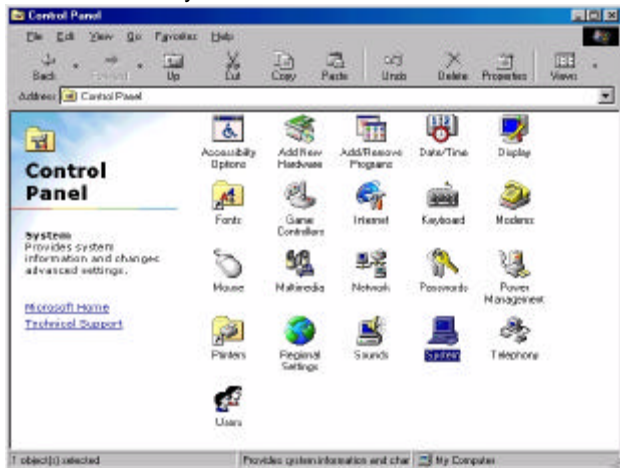 Control Panel
File Edit View Go Favorites Help
Back Forward Up Cut Copy Paste Undo Delete Properties Views
Address Control Panel
Control
Panel
System
Provides system
information and changes
advanced settings.
Microsoft Home
Technical Support
Accessibility
Options
Add New
Hardware
Add/Remove
Programs
Date/Time
Display
Fonts
Game
Controllers
Internet
Keyboard
Modems
Mouse
Multimedia
Network
Passwords
Power
Management
Printers
Regional
Settings
Sounds
System
Telephony
Users
1 object(s) selected
Provides system information and char
My Computer